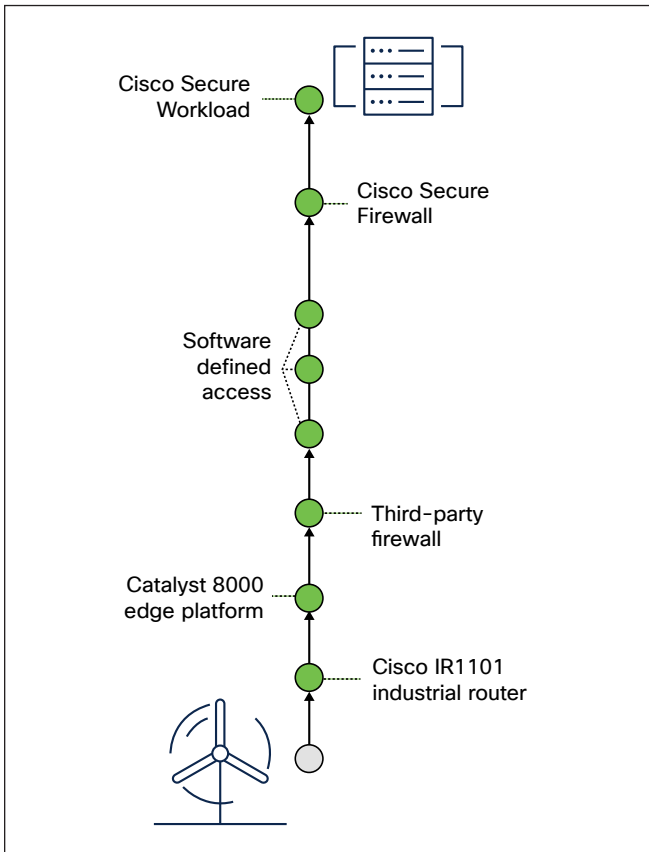 Cisco Secure
Workload
Cisco Secure
Firewall
Software
defined
access
Third-party
firewall
Catalyst 8000
edge platform
Cisco IR1101
industrial router